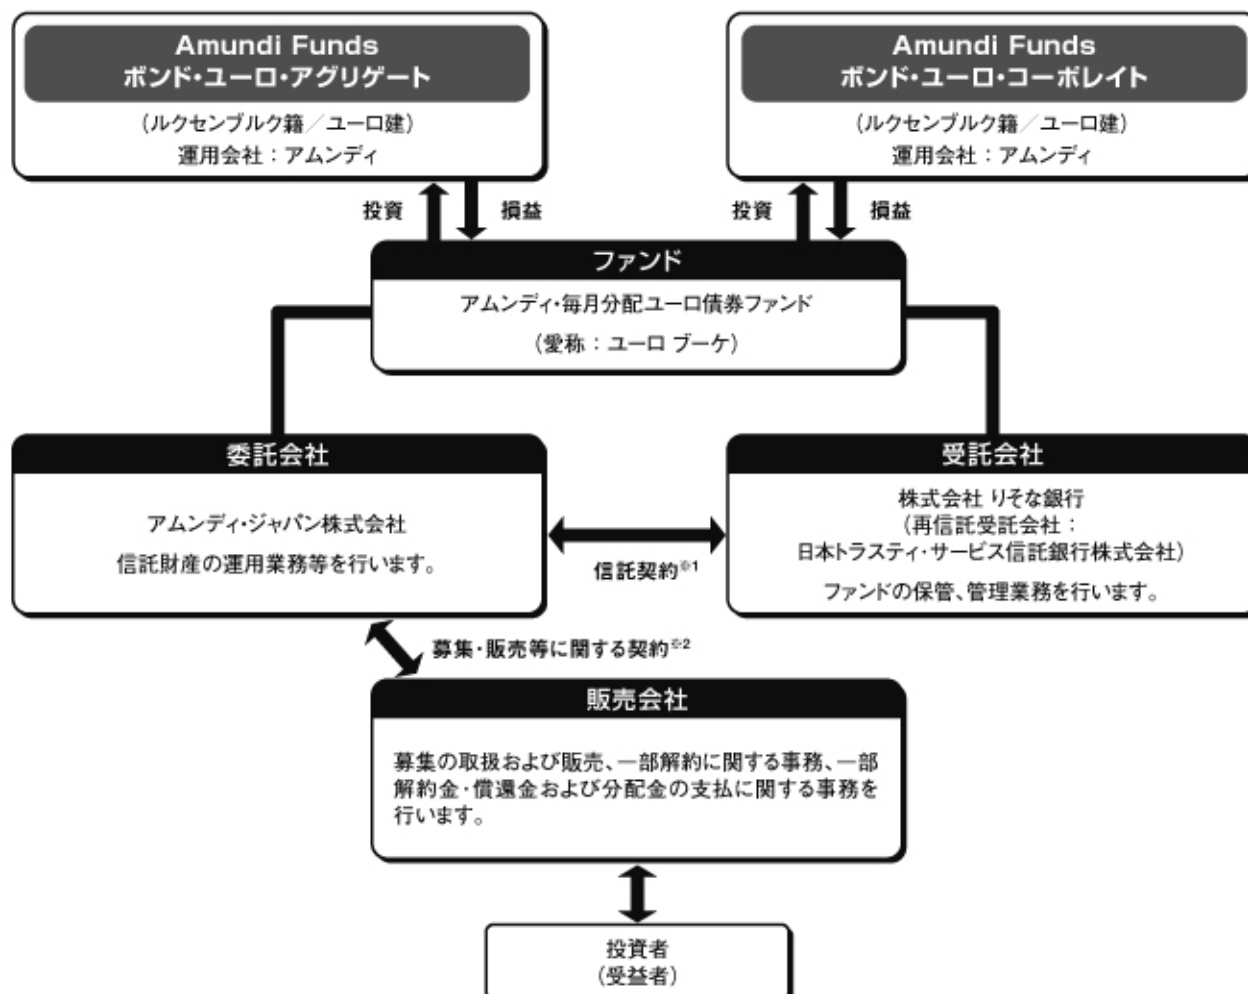 Amundi Funds
ボンド・ユーロ・アグリゲート
(ルクセンブルク籍／ユーロ建)
運用会社：アムンディ
Amundi Funds
ボンド・ユーロ・コーポレイト
(ルクセンブルク籍／ユーロ建)
運用会社：アムンディ
投資
損益
投資
損益
ファンド
アムンディ・毎月分配ユーロ債券ファンド
(愛称：ユーロ ブーケ)
委託会社
アムンディ・ジャパン株式会社
信託財産の運用業務等を行います。
信託契約※1
受託会社
株式会社 りそな銀行
(再信託受託会社：
日本トラスティ・サービス信託銀行株式会社)
ファンドの保管、管理業務を行います。
募集・販売等に関する契約※2
販売会社
募集の取扱および販売、一部解約に関する事務、一部
解約金・償還金および分配金の支払に関する事務を
行います。
投資者
(受益者)